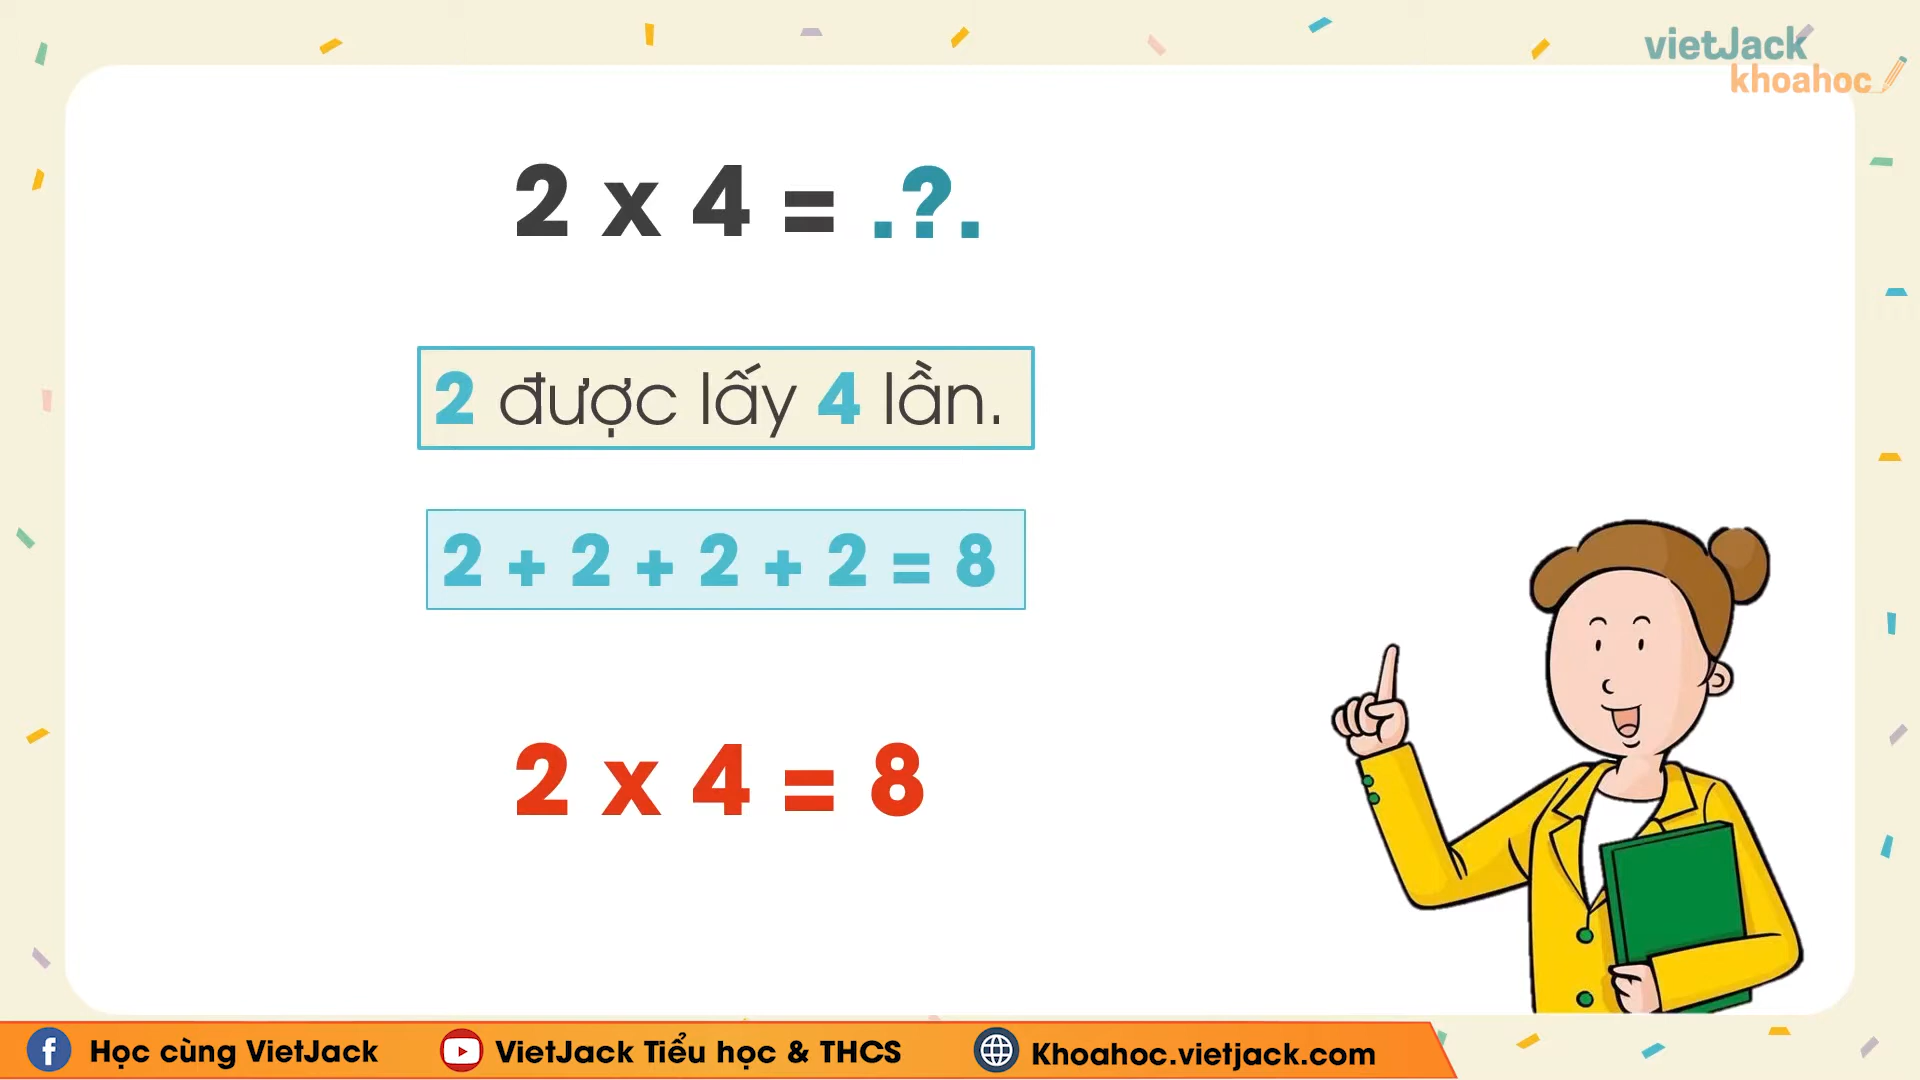 vietJack
khoahoc
2 x 4 = .?.
2 được lấy 4 lần.
2 + 2 + 2 + 2 = 8
2 x 4 = 8
Học cùng VietJack
VietJack Tiểu học & THCS
Khoahoc.vietjack.com